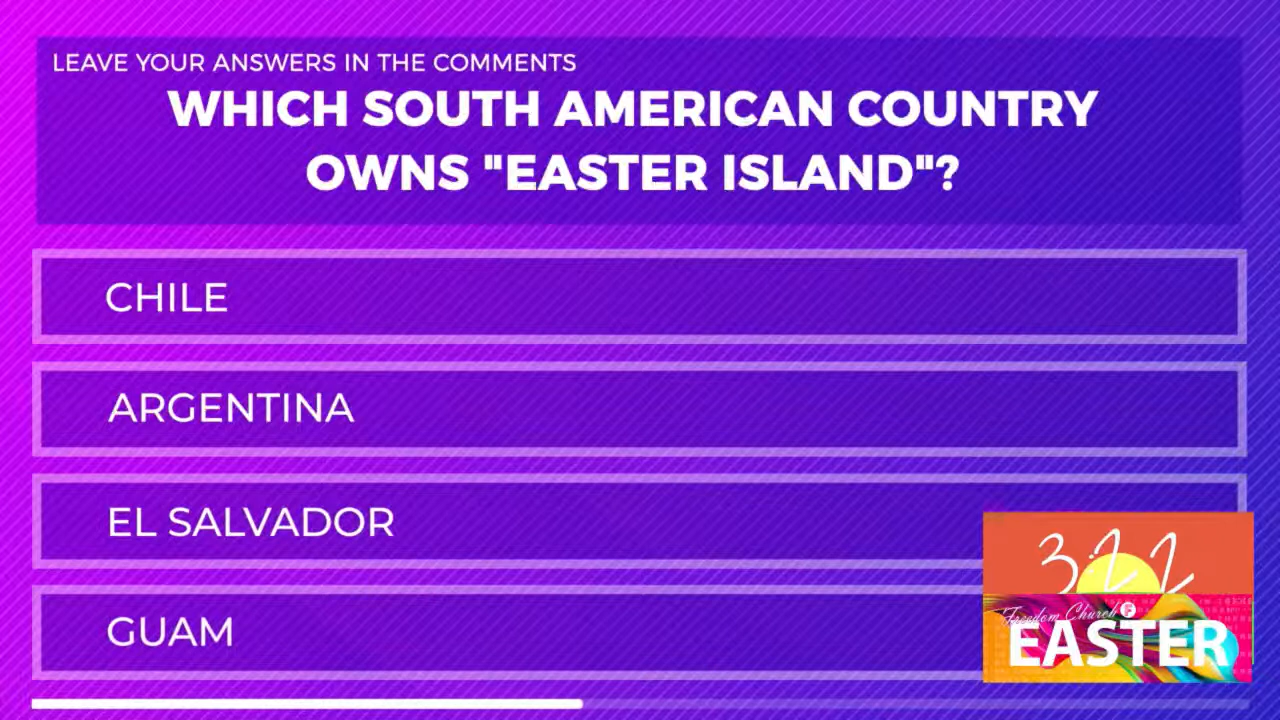 LEAVE YOUR ANSWERS IN THE COMMENTS
WHICH SOUTH AMERICAN COUNTRY
OWNS "EASTER ISLAND"?
CHILE
ARGENTINA
EL SALVADOR
GUAM
3:22
Freedom Church
EASTER